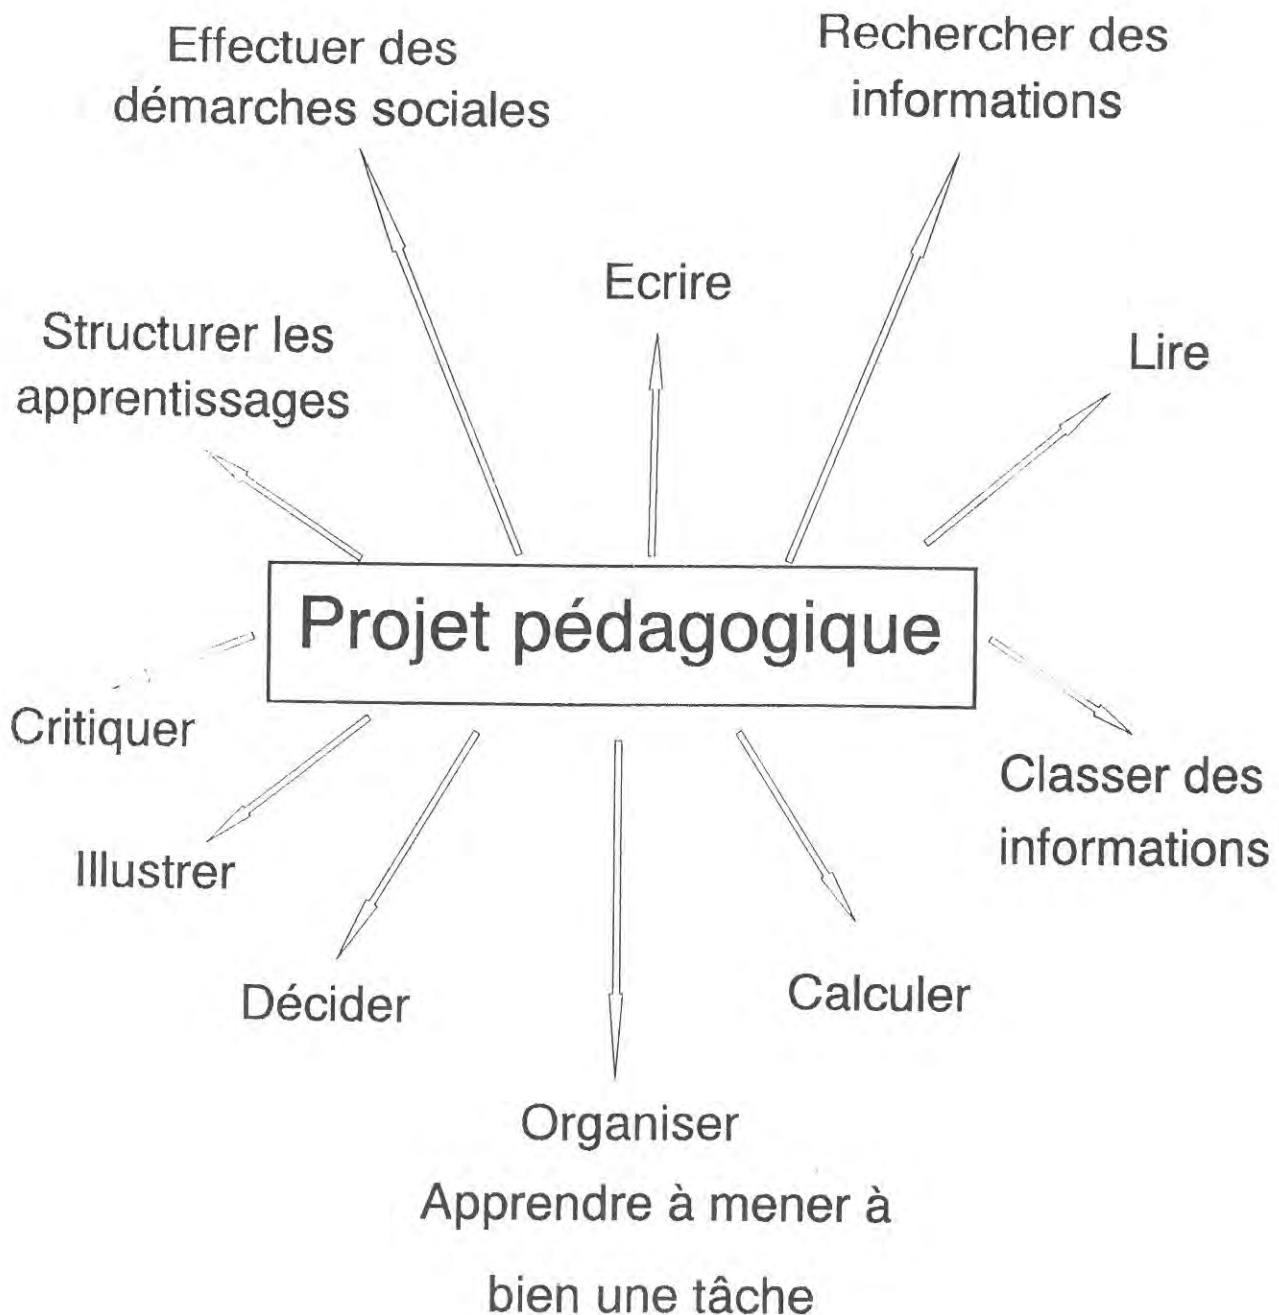 Effectuer des
démarches sociales
Rechercher des
informations
Ecrire
Structurer les
apprentissages
Lire
Projet pédagogique
Critiquer
Classer des
informations
Illustrer
Décider
Calculer
Organiser
Apprendre à mener à
bien une tâche